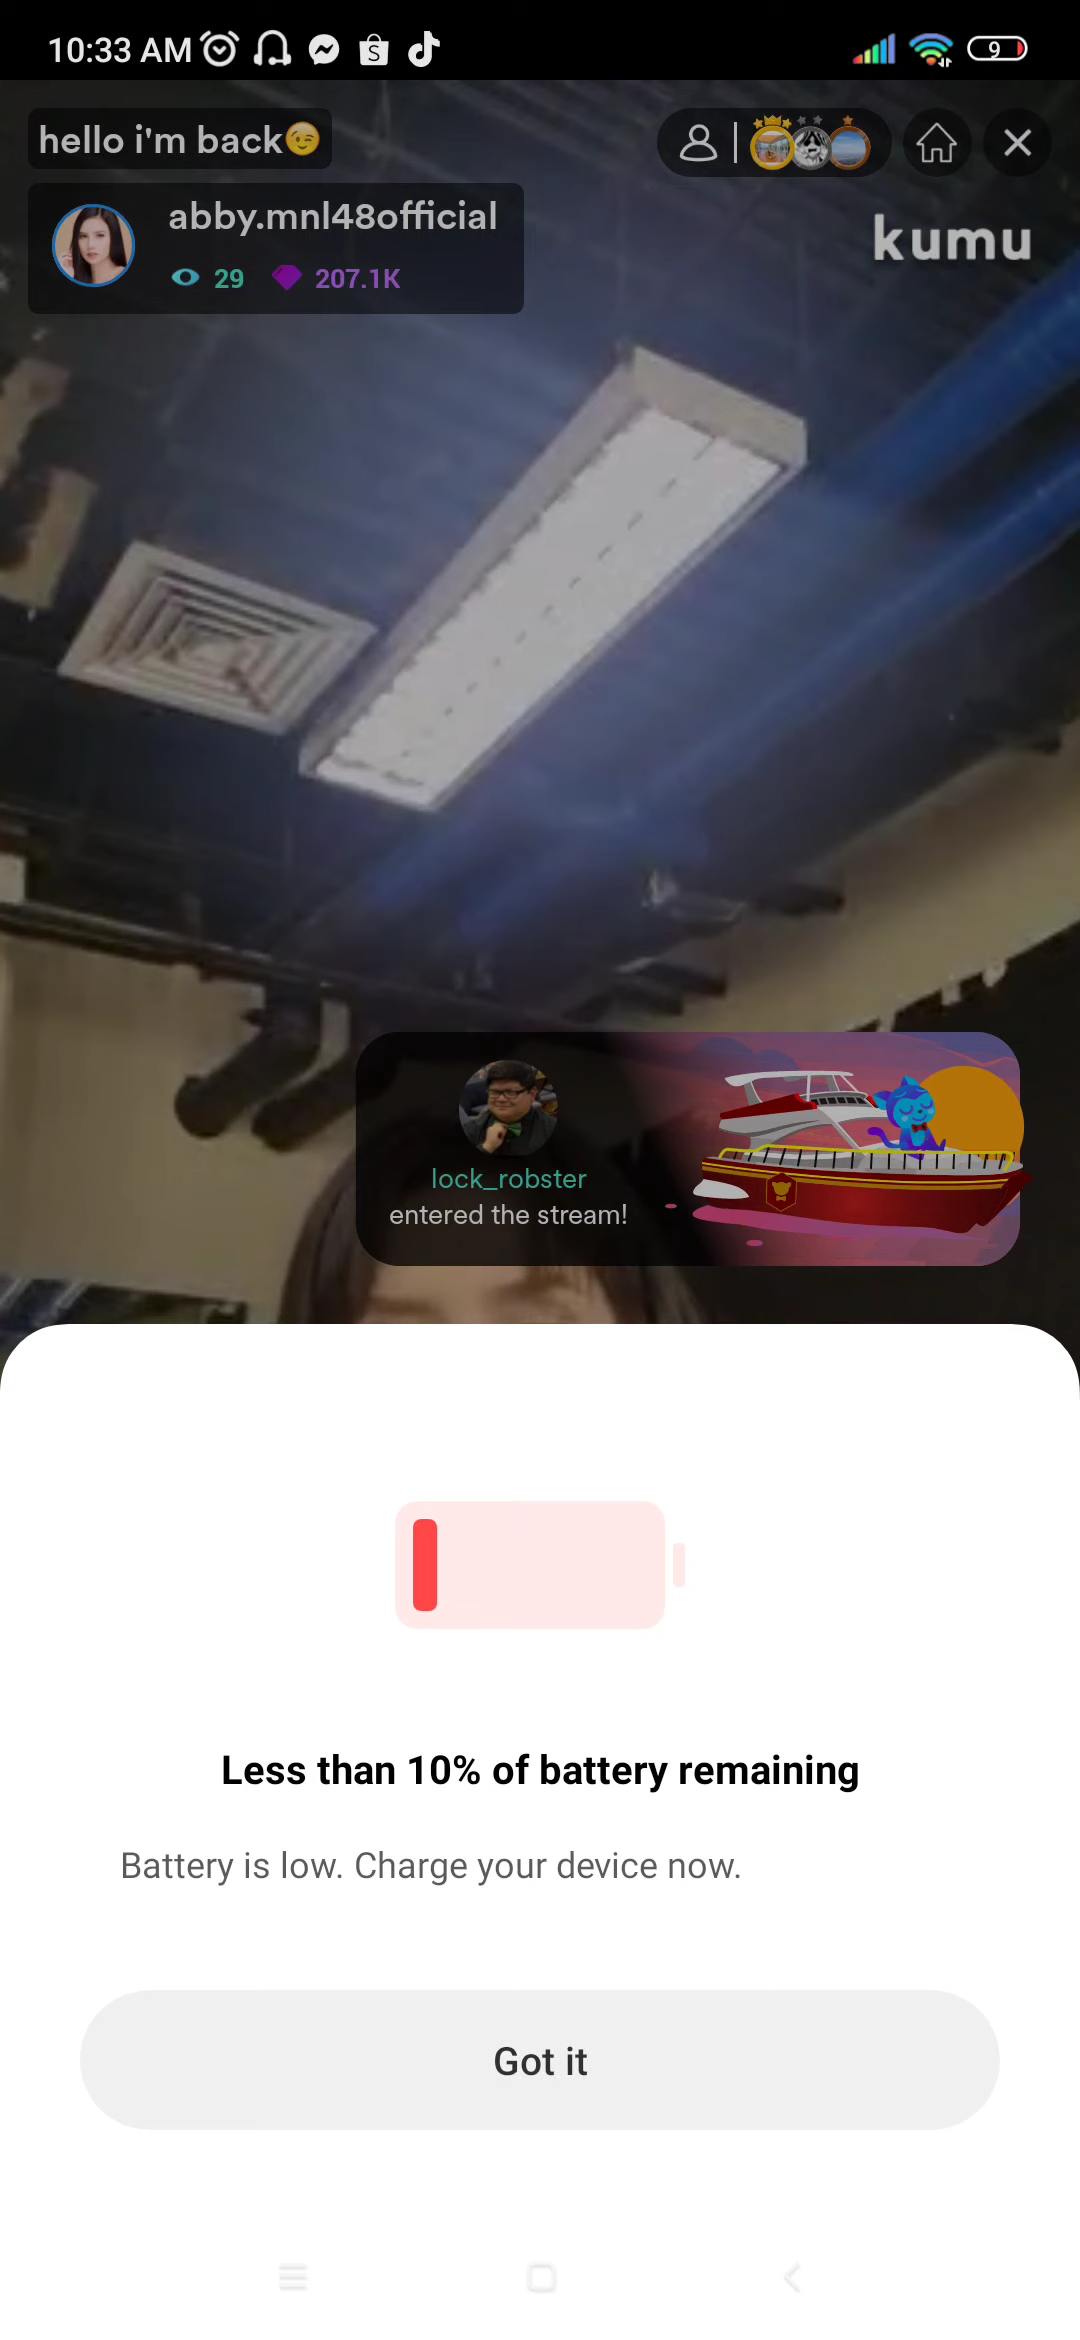 10:33 AM
9
hello i'm back😉
abby.mnl48official
29 207.1K
kumu
lock_robster
entered the stream!
Less than 10% of battery remaining
Battery is low. Charge your device now.
Got it